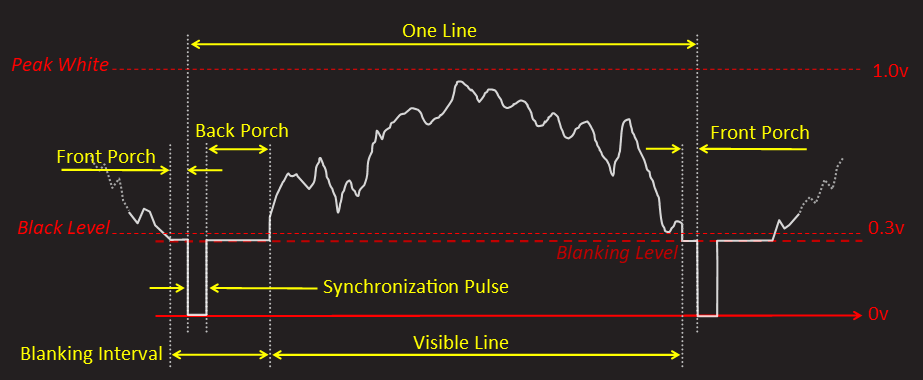 One Line
Peak White
1.0v
Back Porch
Front Porch
Front Porch
Black Level
0.3v
Blanking Level
Synchronization Pulse
0v
Blanking Interval
Visible Line